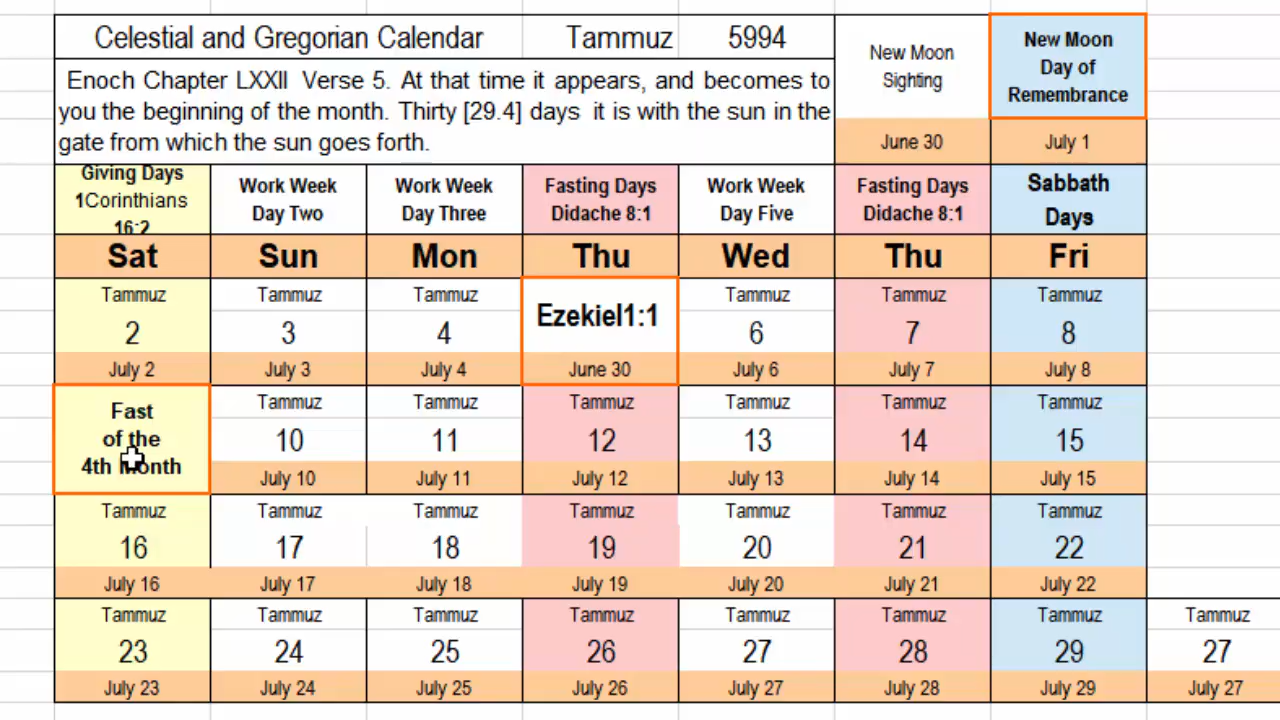 Celestial and Gregorian Calendar Tammuz 5994
New Moon
Sighting
June 30
New Moon
Day of
Remembrance
July 1
Enoch Chapter LXXII Verse 5. At that time it appears, and becomes to
you the beginning of the month. Thirty [29.4] days it is with the sun in the
gate from which the sun goes forth.
Giving Days
1Corinthians
16:2
Work Week
Day Two
Work Week
Day Three
Fasting Days
Didache 8:1
Work Week
Day Five
Fasting Days
Didache 8:1
Sabbath
Days
Sat Sun Mon Thu Wed Thu Fri
Tammuz Tammuz Tammuz Ezekiel1:1 Tammuz Tammuz Tammuz
2 3 4 6 7 8
July 2 July 3 July 4 June 30 July 6 July 7 July 8
Fast
of the
4th Month
Tammuz Tammuz Tammuz Tammuz Tammuz Tammuz
10 11 12 13 14 15
July 10 July 11 July 12 July 13 July 14 July 15
Tammuz Tammuz Tammuz Tammuz Tammuz Tammuz Tammuz
16 17 18 19 20 21 22
July 16 July 17 July 18 July 19 July 20 July 21 July 22
Tammuz Tammuz Tammuz Tammuz Tammuz Tammuz Tammuz Tammuz
23 24 25 26 27 28 29 27
July 23 July 24 July 25 July 26 July 27 July 28 July 29 July 27